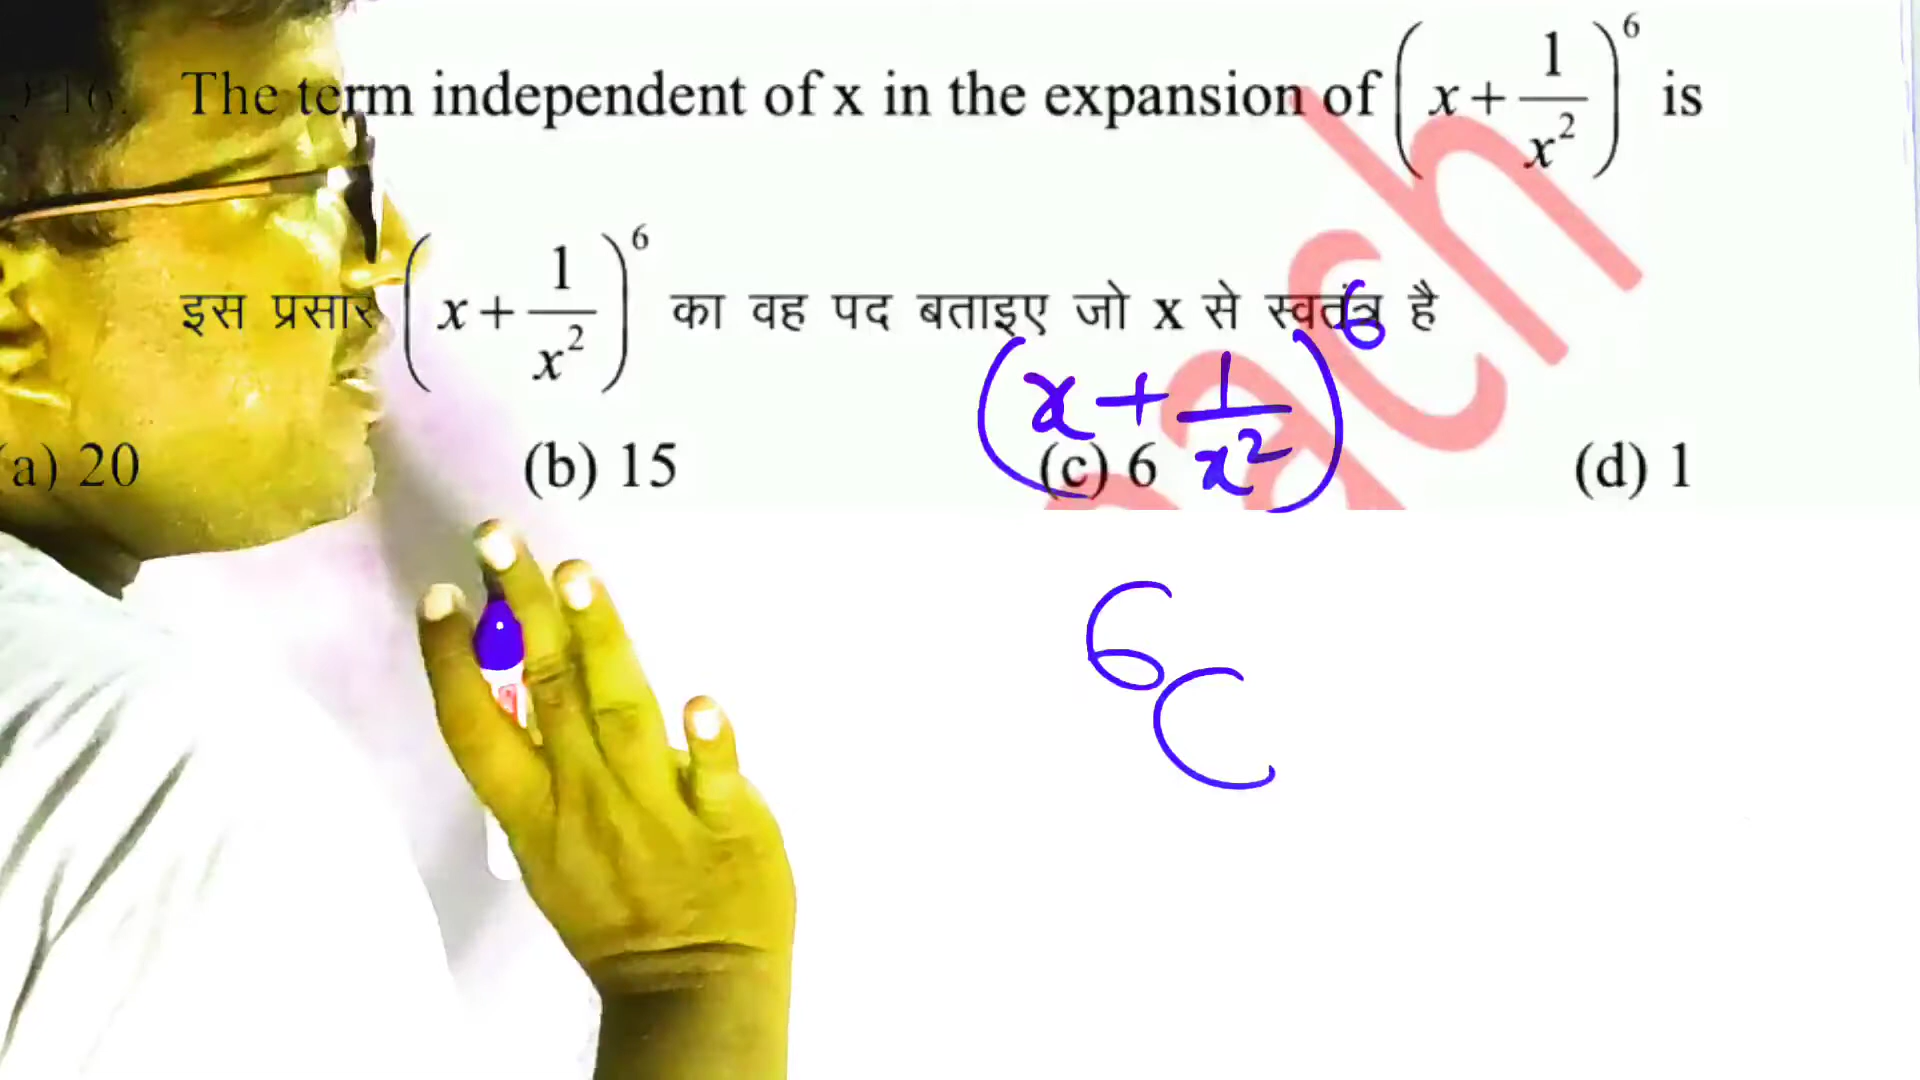 The term independent of x in the expansion of (x + 1/x²)⁶ is
इस प्रसार (x + 1/x²)⁶ का वह पद बताइए जो x से स्वतंत्र है
(x + 1/x²)⁶
a) 20 (b) 15 (c) 6 (d) 1
6C